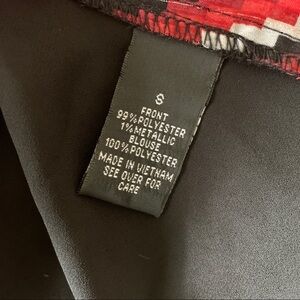 S
FRONT
99% POLYESTER
1% METALLIC
BLOUSE
100% POLYESTER
MADE IN VIETNAM
SEE OVER FOR
CARE